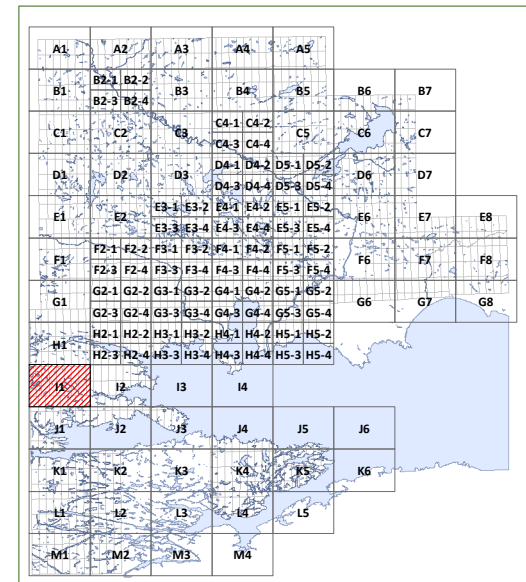 A1 A2 A3 A4 A5
B2-1 B2-2
B1 B3 B4 B5 B6 B7
B2-3 B2-4
C4-1 C4-2
C1 C2 C3 C5 C6 C7
C4-3 C4-4
D4-1 D4-2 D5-1 D5-2
D1 D2 D3 D6 D7
D4-3 D4-4 D5-3 D5-4
E3-1 E3-2 E4-1 E4-2 E5-1 E5-2
E1 E2 E6 E7 E8
E3-3 E3-4 E4-3 E4-4 E5-3 E5-4
F2-1 F2-2 F3-1 F3-2 F4-1 F4-2 F5-1 F5-2
F1 F6 F7 F8
F2-3 F2-4 F3-3 F3-4 F4-3 F4-4 F5-3 F5-4
G2-1 G2-2 G3-1 G3-2 G4-1 G4-2 G5-1 G5-2
G1 G6 G7 G8
G2-3 G2-4 G3-3 G3-4 G4-3 G4-4 G5-3 G5-4
H2-1 H2-2 H3-1 H3-2 H4-1 H4-2 H5-1 H5-2
H1
H2-3 H2-4 H3-3 H3-4 H4-3 H4-4 H5-3 H5-4
I1 I2 I3 I4
J1 J2 J3 J4 J5 J6
K1 K2 K3 K4 K5 K6
L1 L2 L3 L4 L5
M1 M2 M3 M4